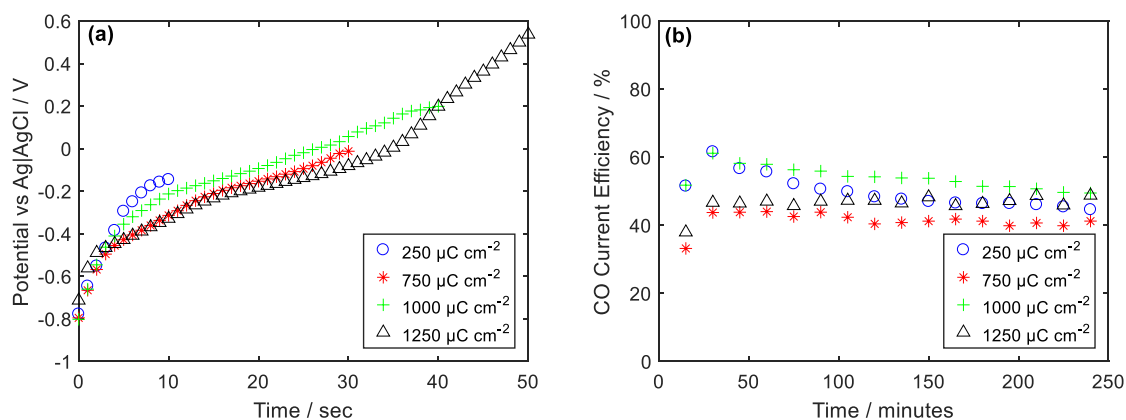 (a)
0.6
0.4
0.2
0
-0.2
-0.4
-0.6
-0.8
-1
Potential vs Ag|AgCl / V
0 10 20 30 40 50
Time / sec
250 μC cm⁻²
750 μC cm⁻²
1000 μC cm⁻²
1250 μC cm⁻²
(b)
100
80
60
40
20
0
CO Current Efficiency / %
0 50 100 150 200 250
Time / minutes
250 μC cm⁻²
750 μC cm⁻²
1000 μC cm⁻²
1250 μC cm⁻²